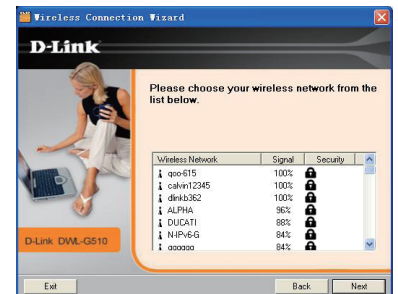 Wireless Connection Wizard
D-Link
Please choose your wireless network from the
list below.
Wireless Network Signal Security
qoo-615 100%
calvin12345 100%
dlinkb362 100%
ALPHA 96%
DUCATI 88%
N-IPv6-G 84%
gggggg 84%
D-Link DWL-G510
Exit Back Next